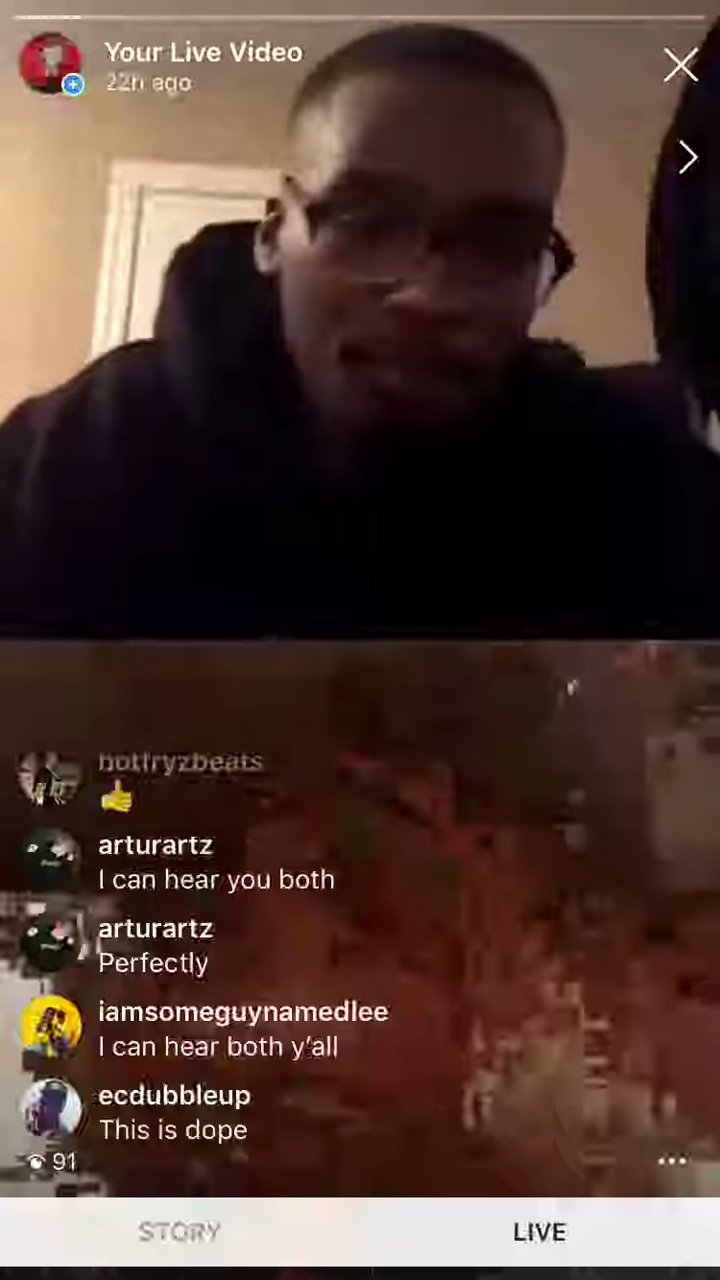 Your Live Video
22h ago
hotfryzbeats
👍
arturartz
I can hear you both
arturartz
Perfectly
iamsomeguynamedlee
I can hear both y'all
ecdubbleup
This is dope
91
STORY
LIVE